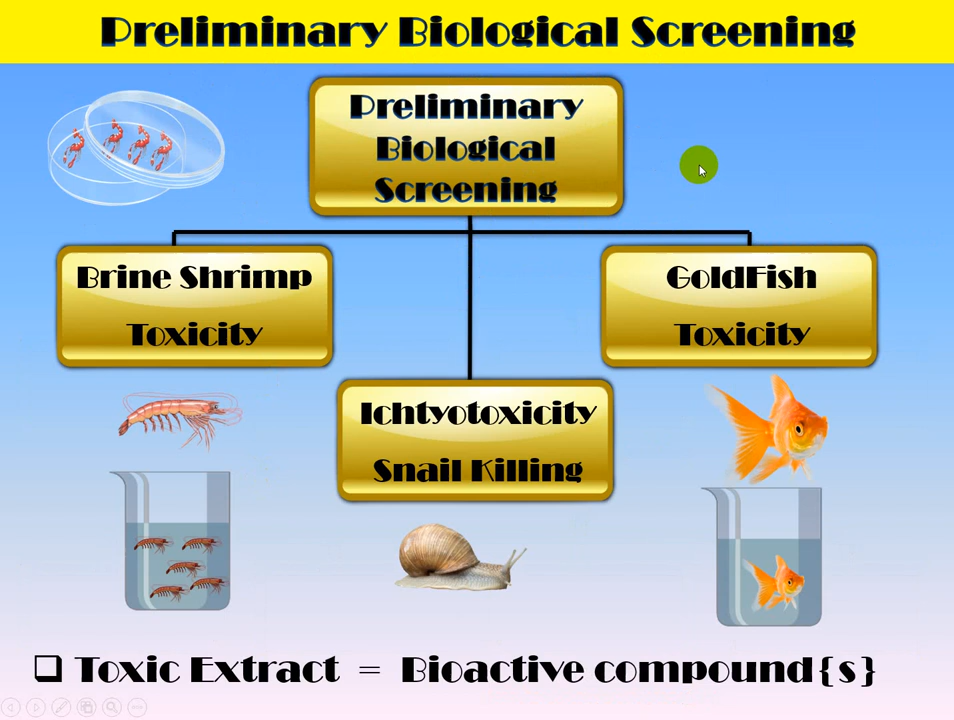 Preliminary Biological Screening
Preliminary
Biological
Screening
Brine Shrimp
Toxicity
GoldFish
Toxicity
Ichtyotoxicity
Snail Killing
❑ Toxic Extract = Bioactive compound{s}